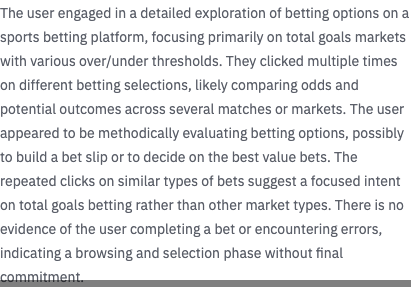 The user engaged in a detailed exploration of betting options on a
sports betting platform, focusing primarily on total goals markets
with various over/under thresholds. They clicked multiple times
on different betting selections, likely comparing odds and
potential outcomes across several matches or markets. The user
appeared to be methodically evaluating betting options, possibly
to build a bet slip or to decide on the best value bets. The
repeated clicks on similar types of bets suggest a focused intent
on total goals betting rather than other market types. There is no
evidence of the user completing a bet or encountering errors,
indicating a browsing and selection phase without final
commitment.